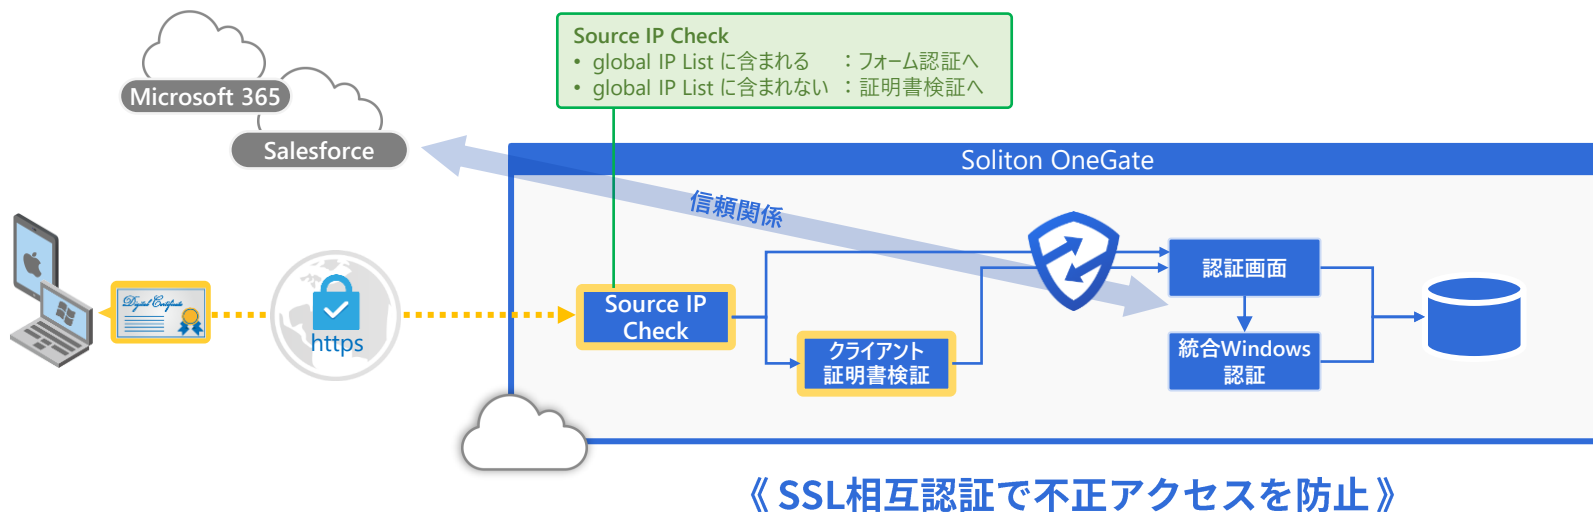 Source IP Check
• global IP List に含まれる ：フォーム認証へ
• global IP List に含まれない ：証明書検証へ
Microsoft 365
Salesforce
Soliton OneGate
信頼関係
Digital Certificate
https
Source IP
Check
クライアント
証明書検証
認証画面
統合Windows
認証
《 SSL相互認証で不正アクセスを防止 》